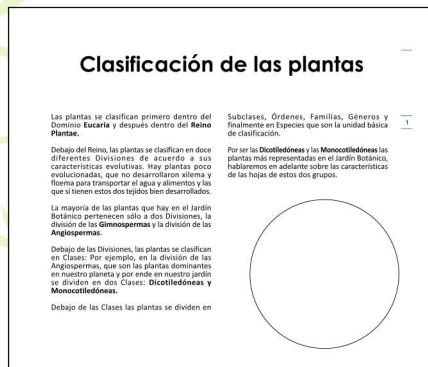 Clasificación de las plantas
Las plantas se clasifican primero dentro del
Dominio Eucaria y después dentro del Reino
Plantae.
Debajo del Reino, las plantas se clasifican en doce
diferentes Divisiones de acuerdo a sus
características evolutivas. Hay plantas poco
evolucionadas, que no desarrollaron xilema y
floema para transportar el agua y alimentos y las
que sí tienen estos dos tejidos bien desarrollados.
La mayoría de las plantas que hay en el Jardín
Botánico pertenecen sólo a dos Divisiones, la
división de las Gimnospermas y la división de las
Angiospermas.
Debajo de las Divisiones, las plantas se clasifican
en Clases: Por ejemplo, en la división de las
Angiospermas, que son las plantas dominantes
en nuestro planeta y por ende en nuestro jardín
se dividen en dos Clases: Dicotiledóneas y
Monocotiledóneas.
Debajo de las Clases las plantas se dividen en
Subclases, Órdenes, Familias, Géneros y
finalmente en Especies que son la unidad básica
de clasificación.
Por ser las Dicotiledóneas y las Monocotiledóneas las
plantas más representadas en el Jardín Botánico,
hablaremos en adelante sobre las características
de las hojas de estos dos grupos.
1